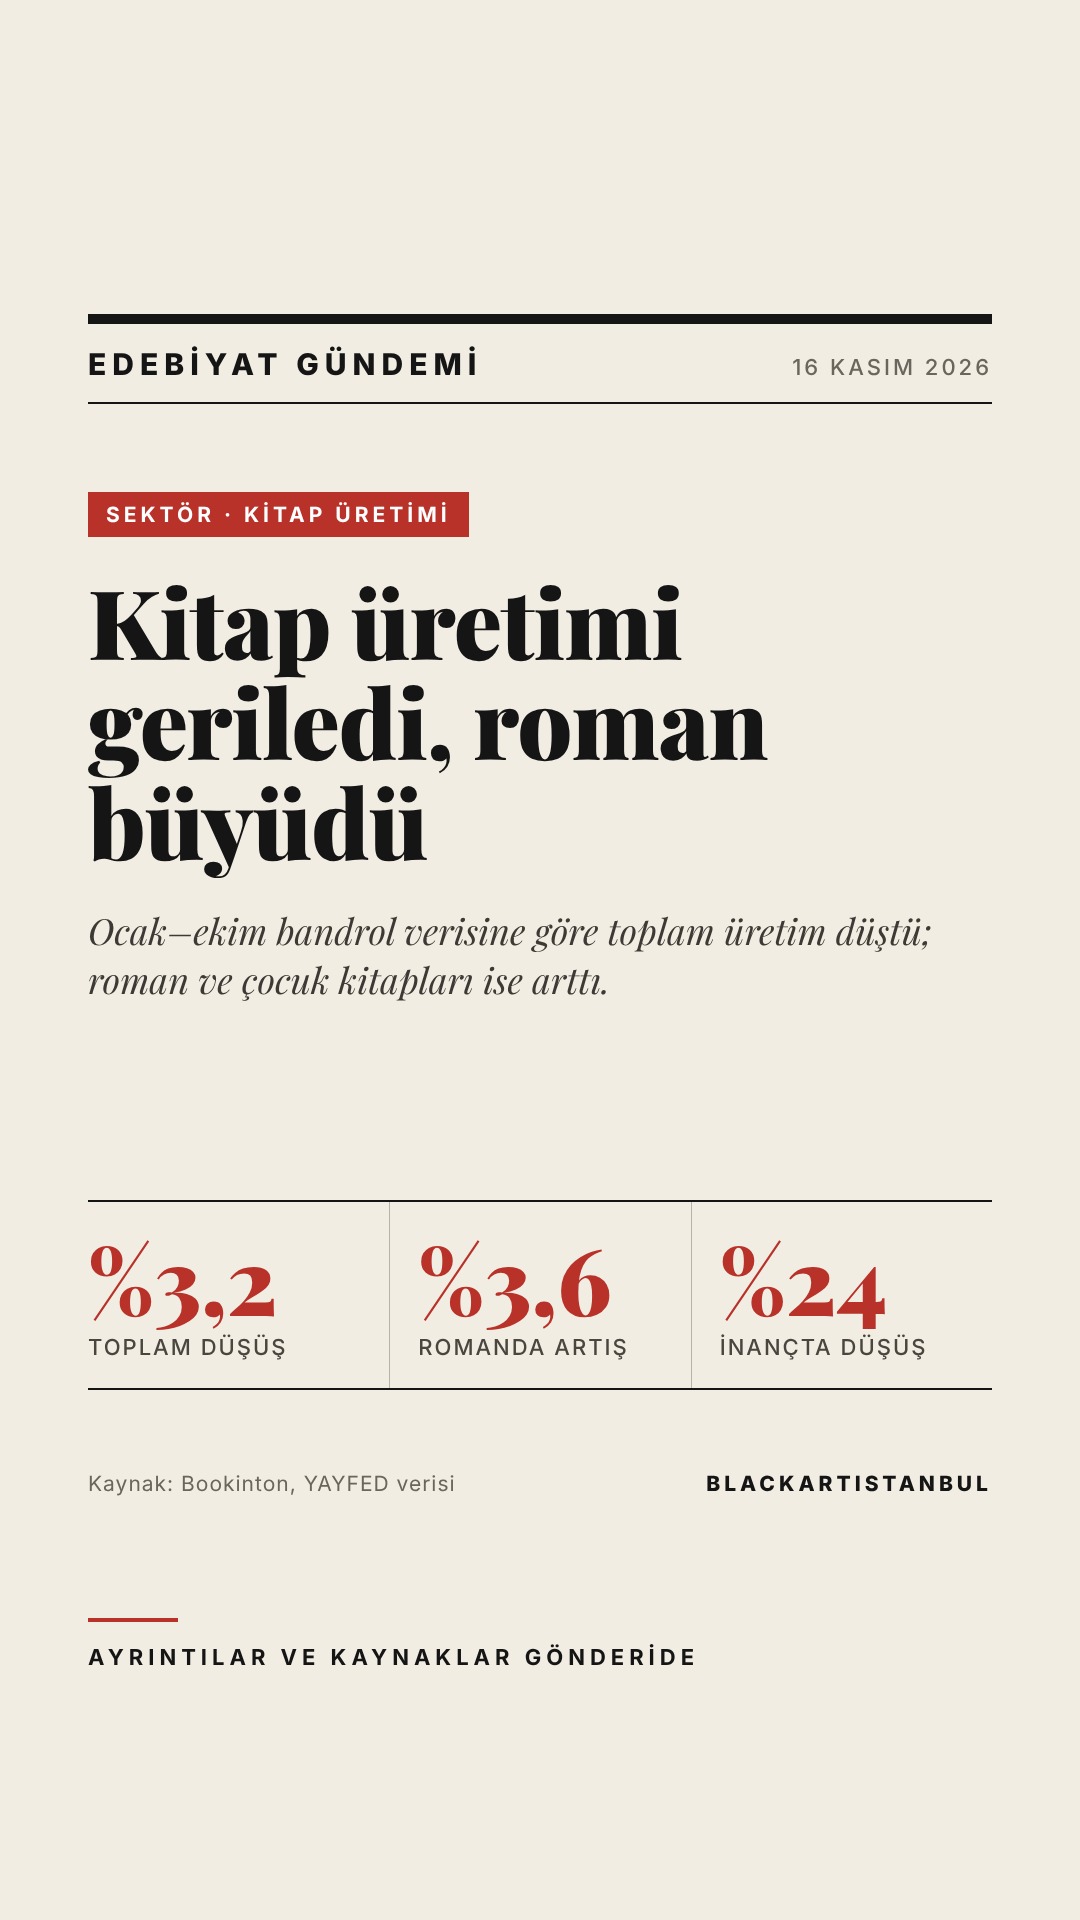 EDEBİYAT GÜNDEMİ
16 KASIM 2026
SEKTÖR · KİTAP ÜRETİMİ
Kitap üretimi
geriledi, roman
büyüdü
Ocak–ekim bandrol verisine göre toplam üretim düştü;
roman ve çocuk kitapları ise arttı.
%3,2
TOPLAM DÜŞÜŞ
%3,6
ROMANDA ARTIŞ
%24
İNANÇTA DÜŞÜŞ
Kaynak: Bookinton, YAYFED verisi
BLACKARTISTANBUL
AYRINTILAR VE KAYNAKLAR GÖNDERİDE